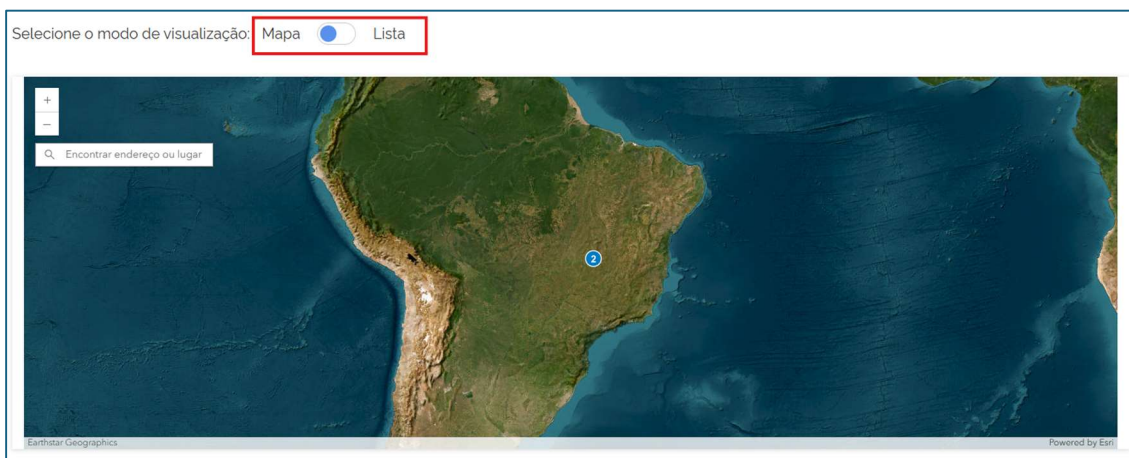 Selecione o modo de visualização: Mapa Lista
+
−
Encontrar endereço ou lugar
2
Earthstar Geographics
Powered by Esri